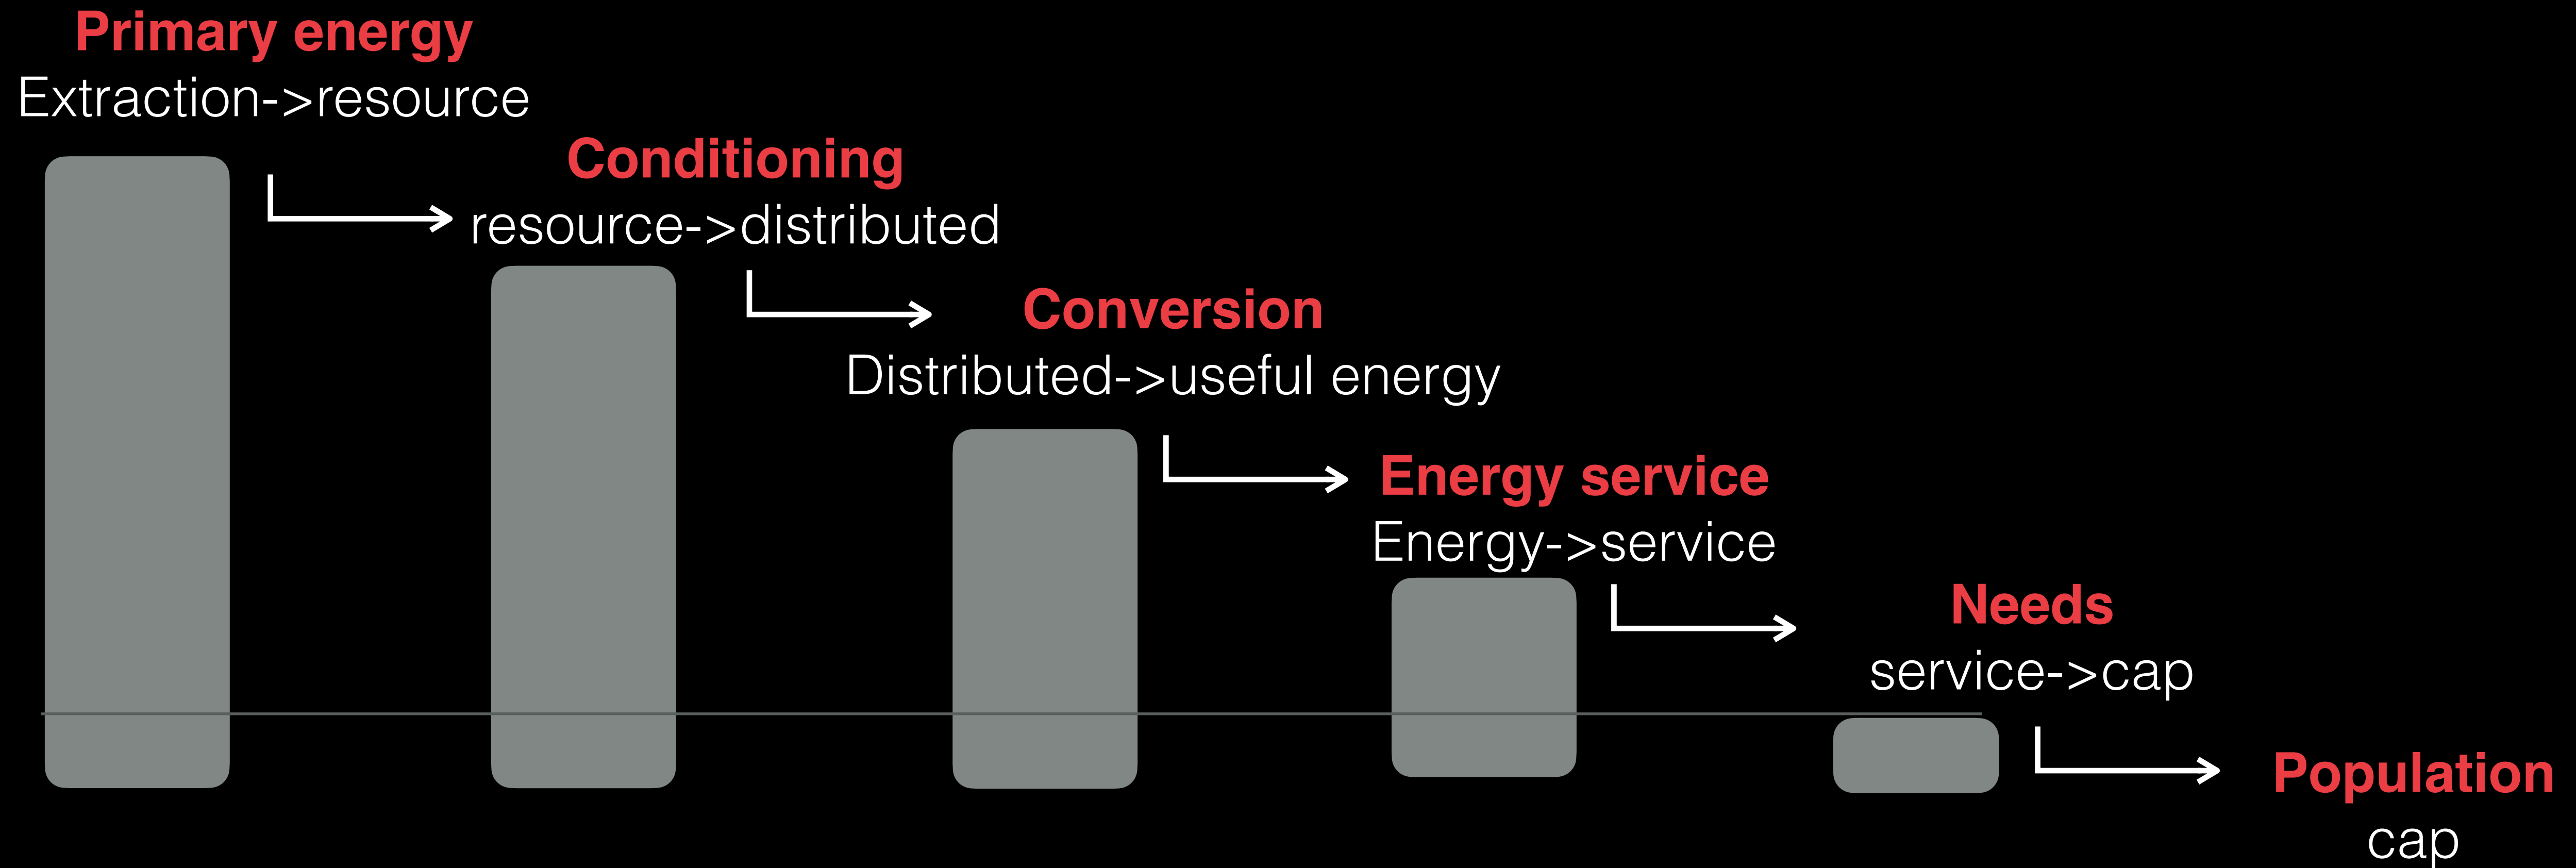 Primary energy
Extraction->resource
Conditioning
resource->distributed
Conversion
Distributed->useful energy
Energy service
Energy->service
Needs
service->cap
Population
cap